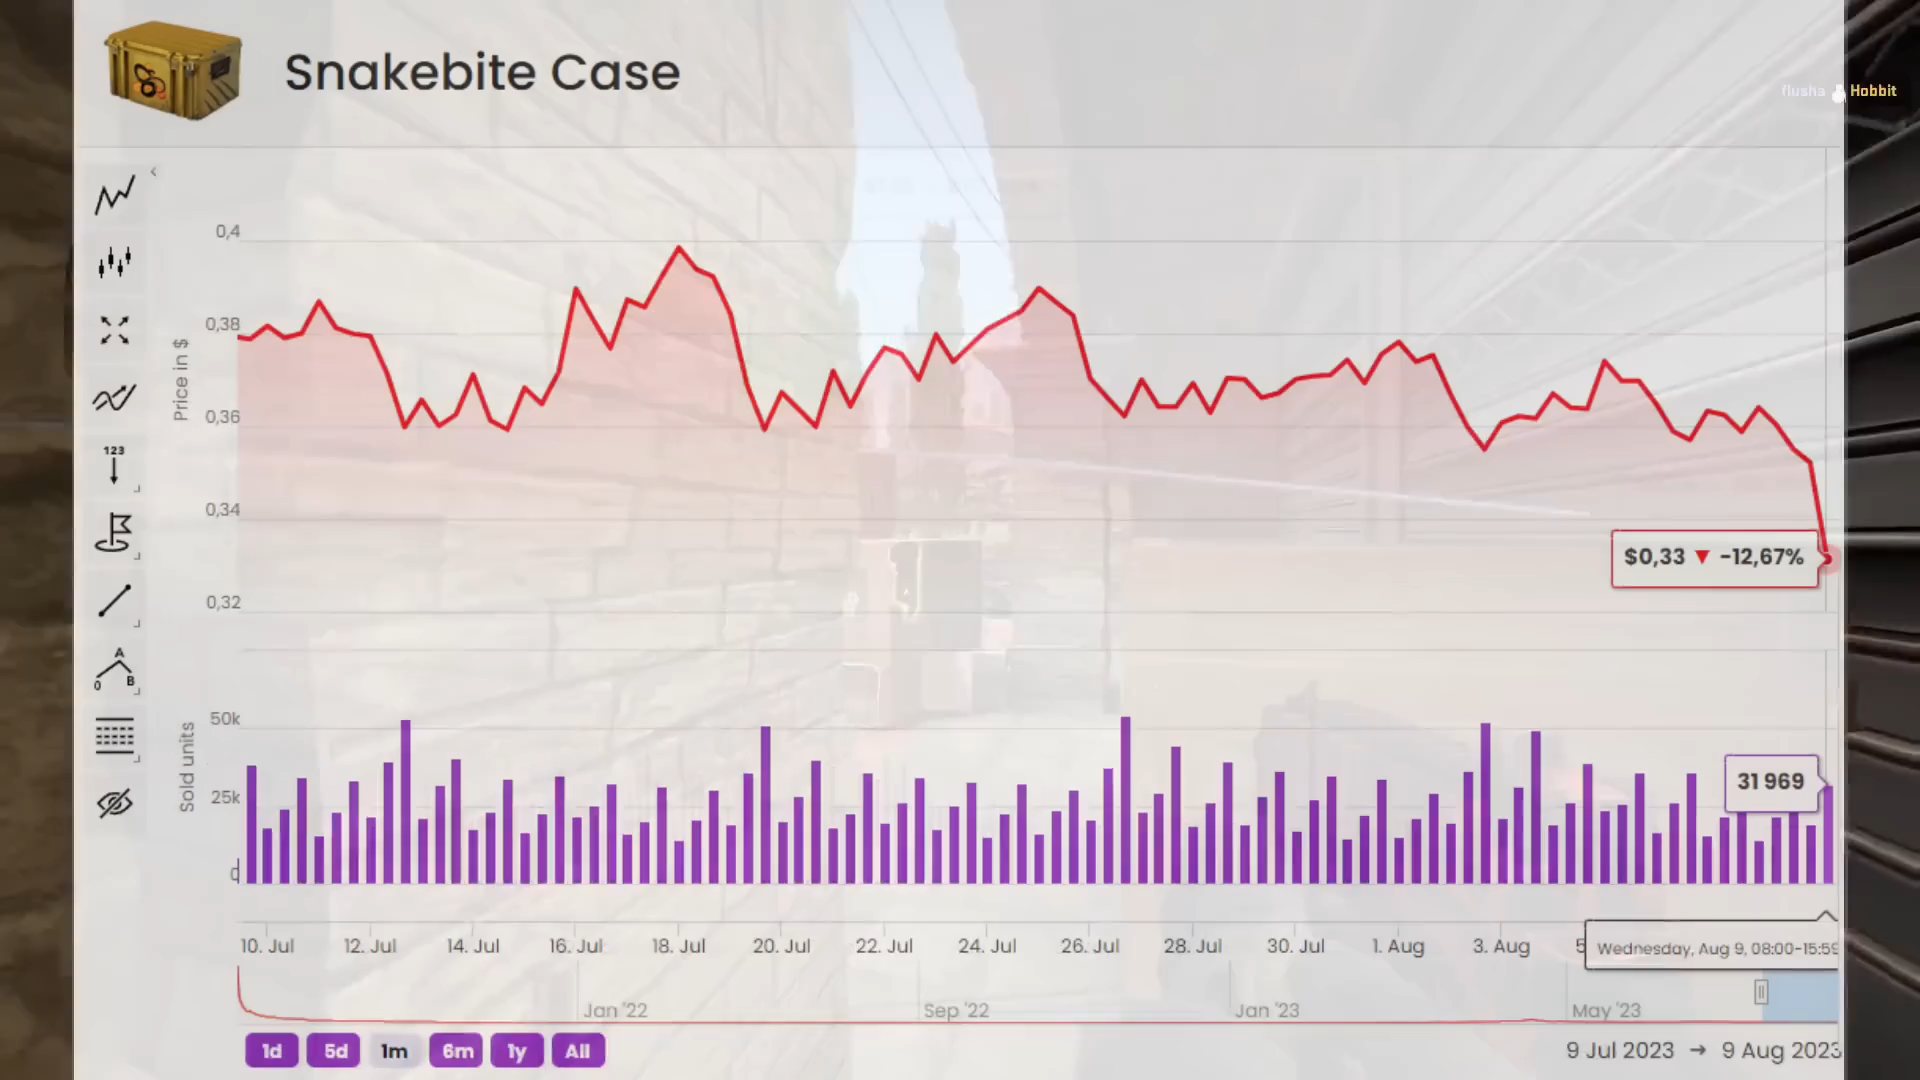 Snakebite Case
flusha Hobbit
0,4
0,38
0,36
0,34
0,32
Price in $
123
A
0 B
$0,33 ▼ -12,67%
50k
25k
0
Sold units
31 969
10. Jul 12. Jul 14. Jul 16. Jul 18. Jul 20. Jul 22. Jul 24. Jul 26. Jul 28. Jul 30. Jul 1. Aug 3. Aug 5
Wednesday, Aug 9, 08:00-15:59
Jan '22 Sep '22 Jan '23 May '23
1d 5d 1m 6m 1y All
9 Jul 2023 → 9 Aug 2023